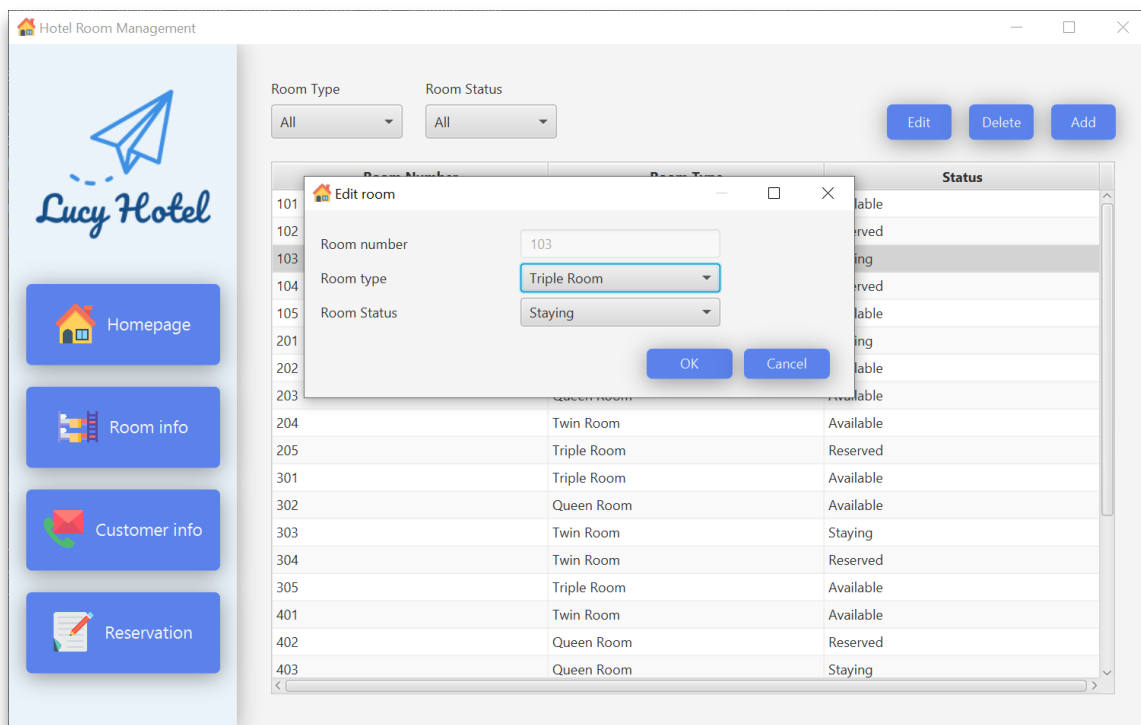 Hotel Room Management
Lucy Hotel
Homepage
Room info
Customer info
Reservation
Room Type Room Status
All All Edit Delete Add
Status
Edit room
Room number 103
Room type Triple Room
Room Status Staying
OK Cancel
101
102
103
104
105
201
202
203
204 Twin Room Available
205 Triple Room Reserved
301 Triple Room Available
302 Queen Room Available
303 Twin Room Staying
304 Twin Room Reserved
305 Triple Room Available
401 Twin Room Available
402 Queen Room Reserved
403 Queen Room Staying